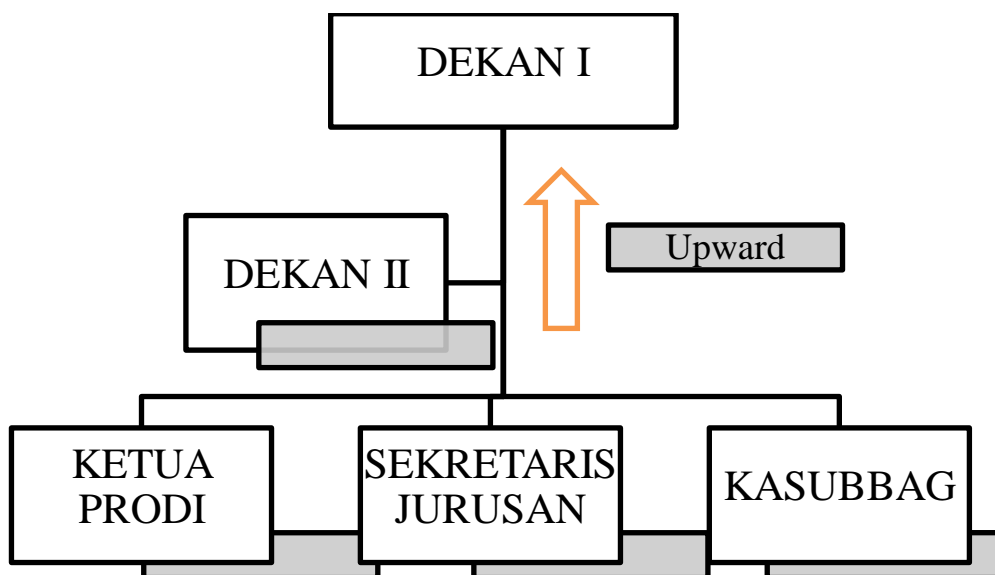 DEKAN I
Upward
DEKAN II
KETUA
PRODI
SEKRETARIS
JURUSAN
KASUBBAG